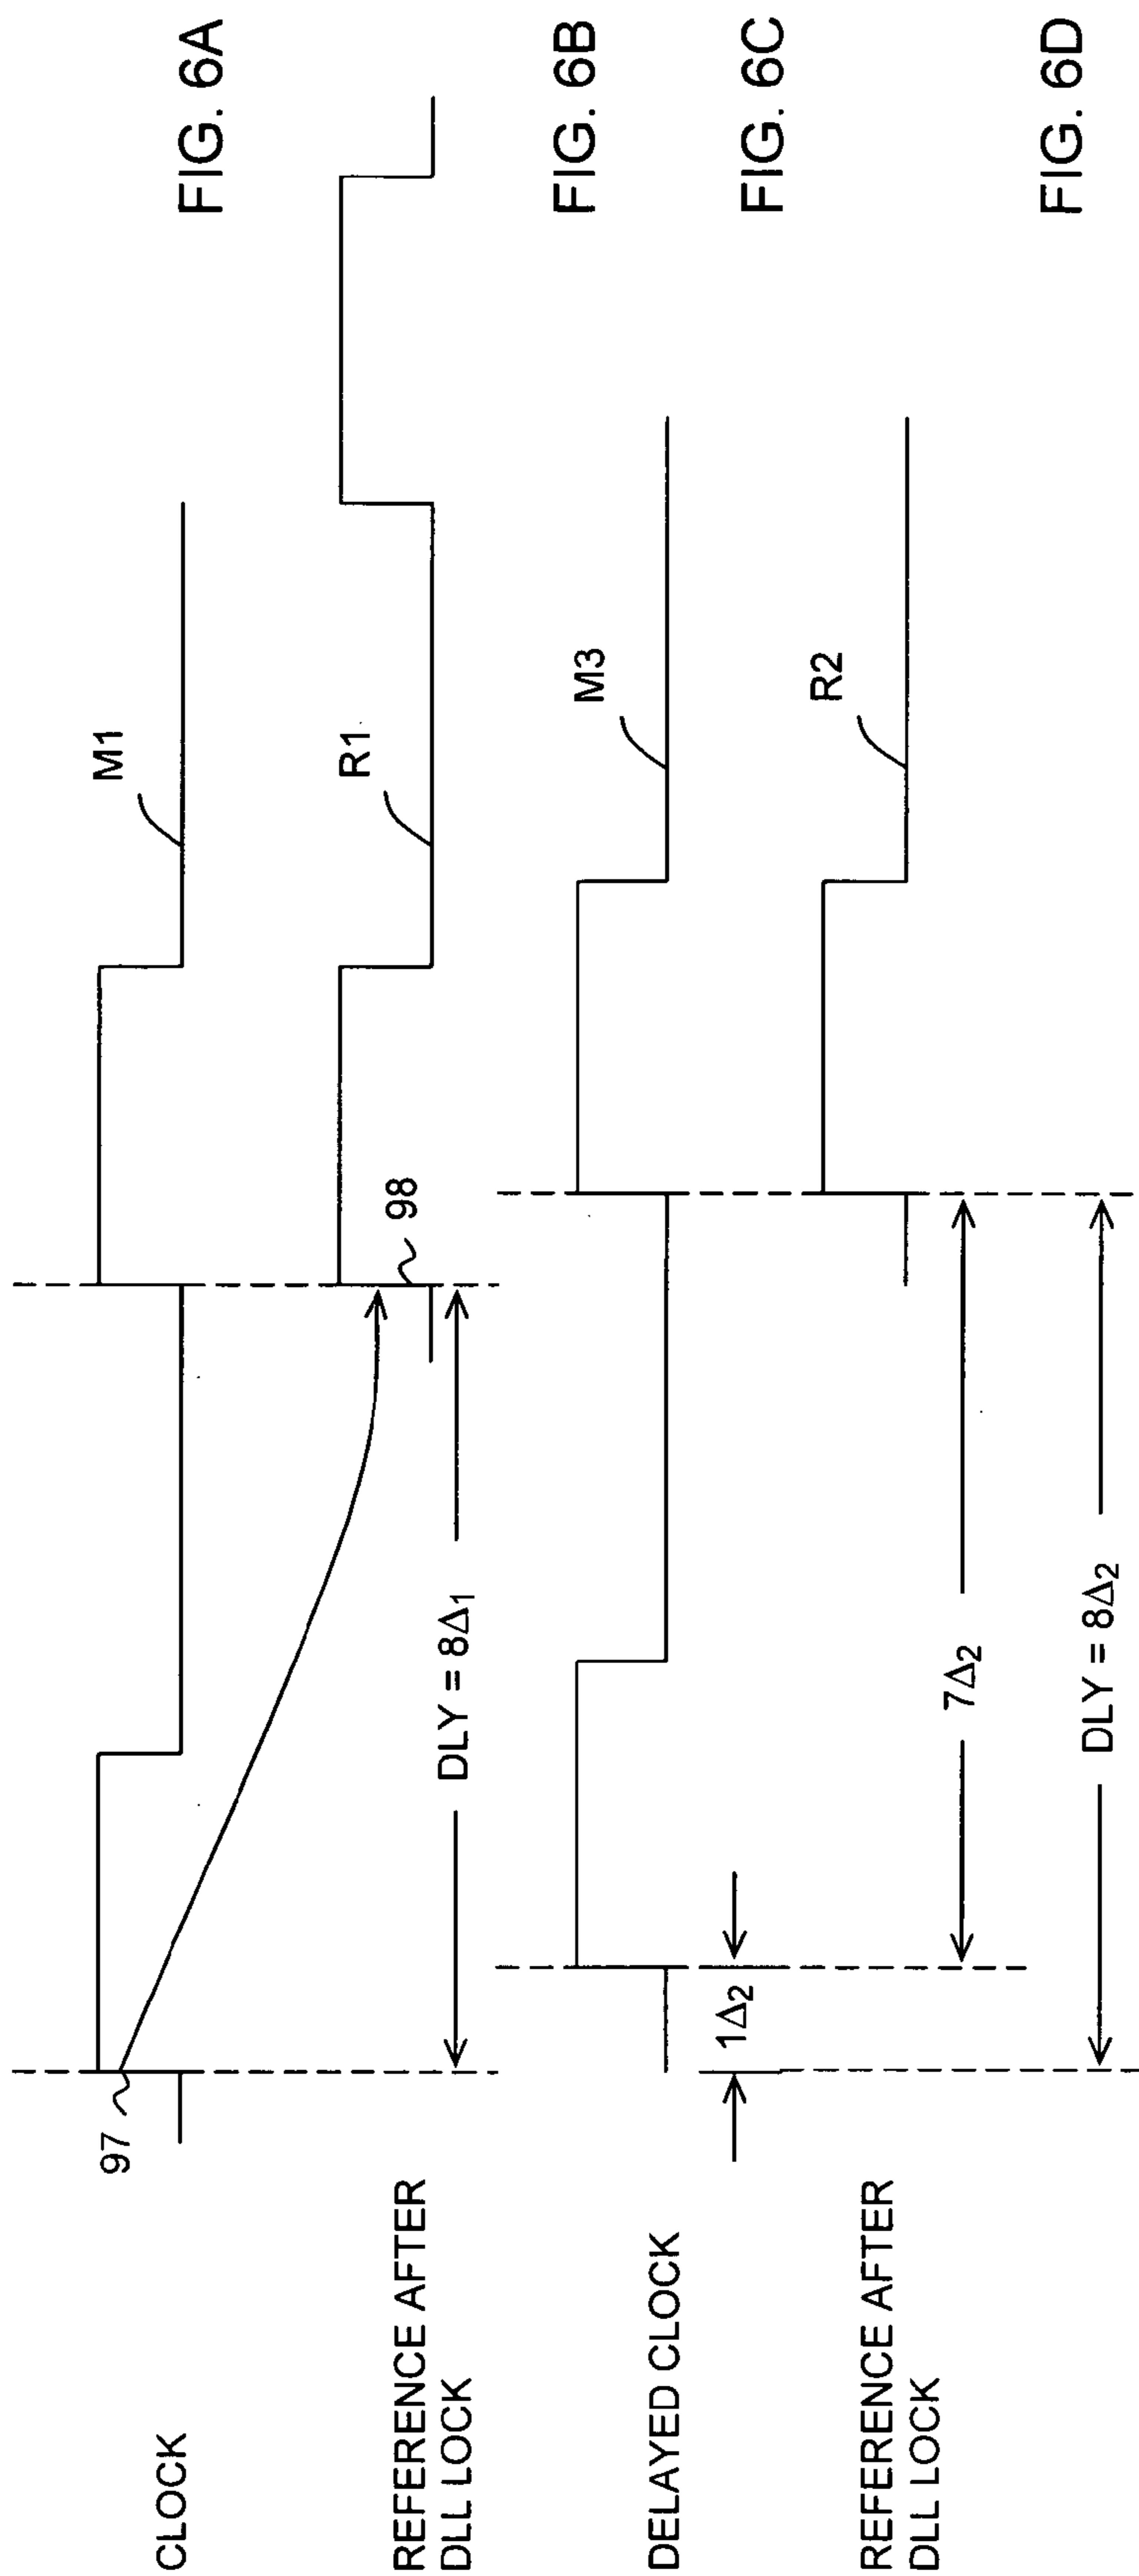 CLOCK
97
M1
FIG. 6A
REFERENCE AFTER
DLL LOCK
98
R1
DLY = 8Δ₁
FIG. 6B
DELAYED CLOCK
M3
1Δ₂
FIG. 6C
REFERENCE AFTER
DLL LOCK
R2
7Δ₂
DLY = 8Δ₂
FIG. 6D